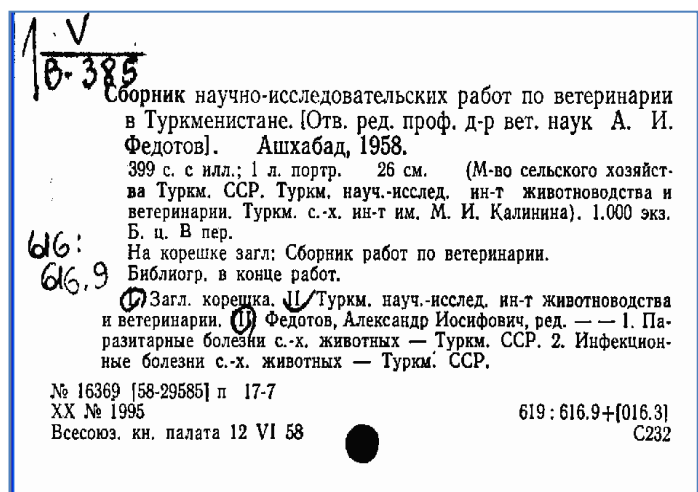 1 V
В-385
Сборник научно-исследовательских работ по ветеринарии
в Туркменистане. [Отв. ред. проф. д-р вет. наук А. И.
Федотов]. Ашхабад, 1958.
399 с. с илл.; 1 л. портр. 26 см. (М-во сельского хозяйст-
ва Туркм. ССР. Туркм. науч.-исслед. ин-т животноводства и
ветеринарии. Туркм. с.-х. ин-т им. М. И. Калинина). 1.000 экз.
Б. ц. В пер.
616:
На корешке загл: Сборник работ по ветеринарии.
616.9
Библиогр. в конце работ.
I. Загл. корешка. II Туркм. науч.-исслед. ин-т животноводства
и ветеринарии. II Федотов, Александр Иосифович, ред. — — 1. Па-
разитарные болезни с.-х. животных — Туркм. ССР. 2. Инфекцион-
ные болезни с.-х. животных — Туркм. ССР.
№ 16369 [58-29585] п 17-7
XX № 1995
619 : 616.9+[016.3]
Всесоюз. кн. палата 12 VI 58
С232